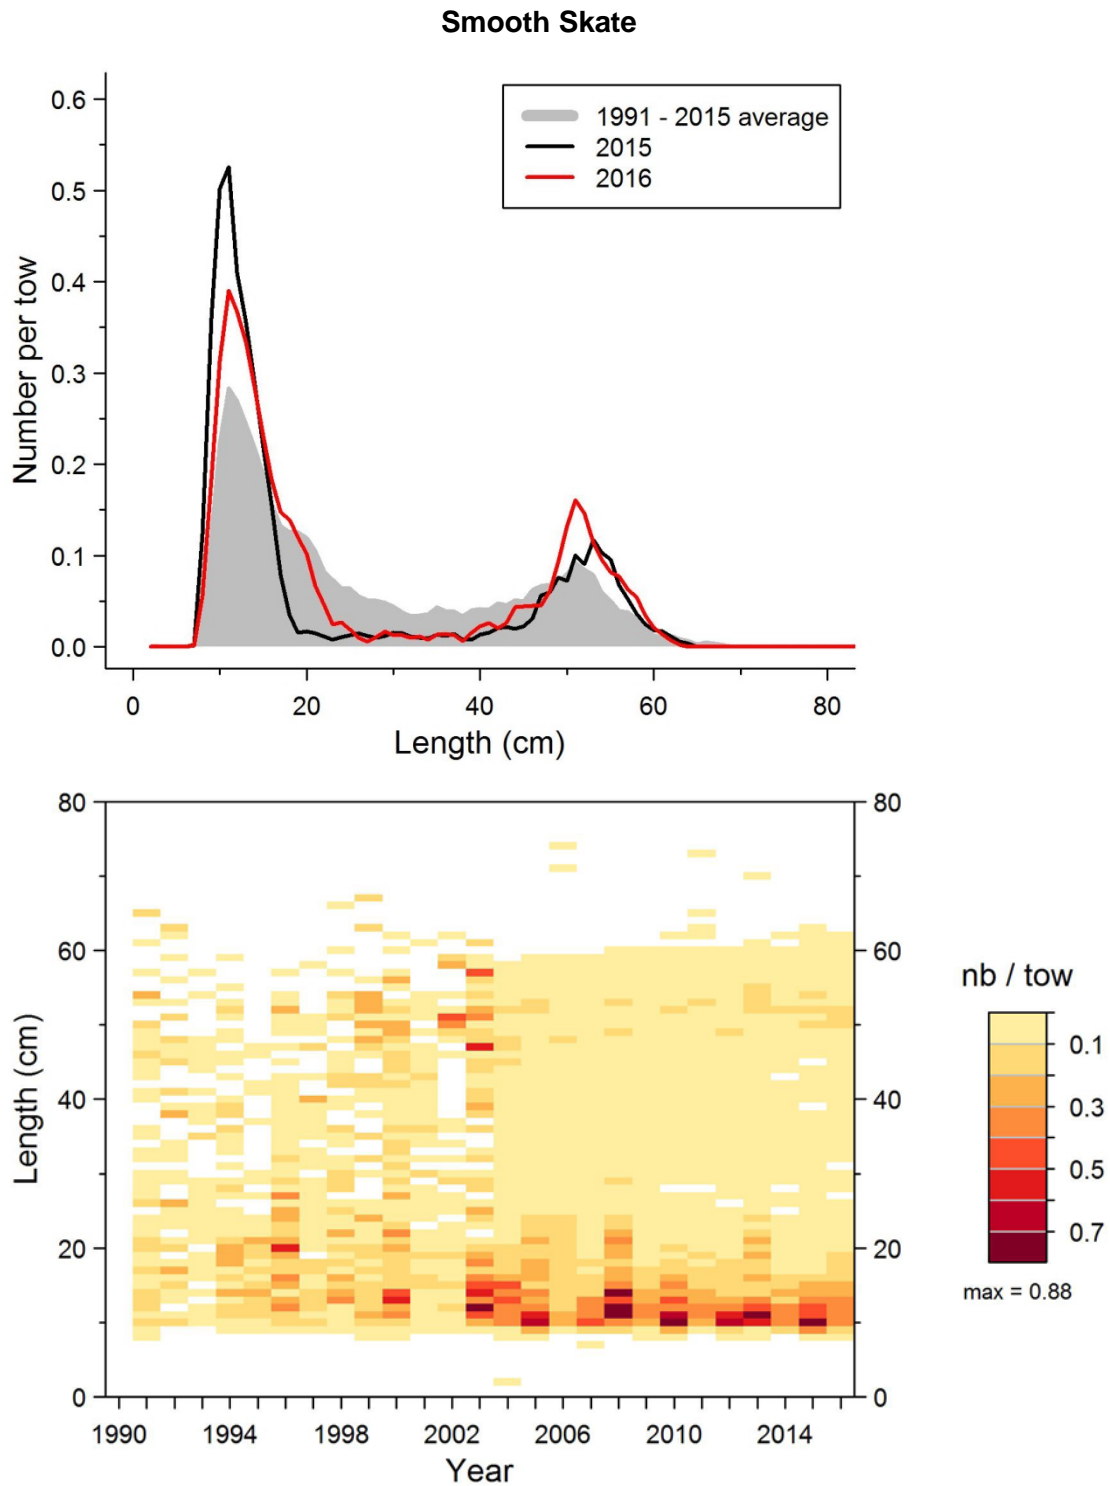 Smooth Skate
0.6
0.5
0.4
0.3
0.2
0.1
0.0
Number per tow
1991 - 2015 average
2015
2016
0 20 40 60 80
Length (cm)
80
60
40
20
0
Length (cm)
80
60
40
20
0
1990 1994 1998 2002 2006 2010 2014
Year
nb / tow
0.1
0.3
0.5
0.7
max = 0.88